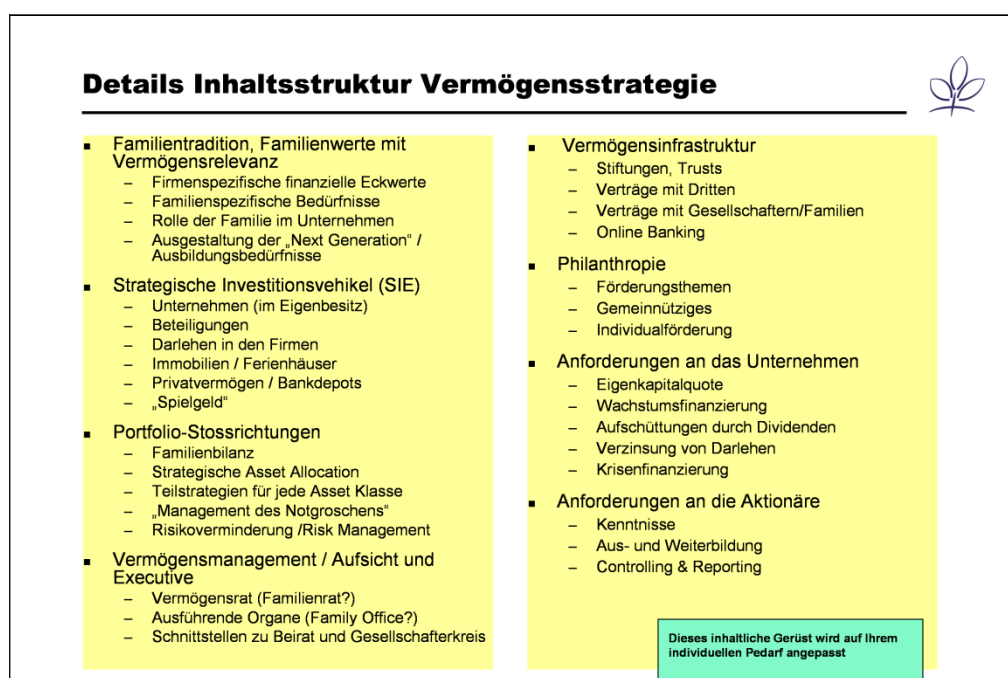 Details Inhaltsstruktur Vermögensstrategie
▪ Familientradition, Familienwerte mit
Vermögensrelevanz
– Firmenspezifische finanzielle Eckwerte
– Familienspezifische Bedürfnisse
– Rolle der Familie im Unternehmen
– Ausgestaltung der „Next Generation“ /
Ausbildungsbedürfnisse
▪ Strategische Investitionsvehikel (SIE)
– Unternehmen (im Eigenbesitz)
– Beteiligungen
– Darlehen in den Firmen
– Immobilien / Ferienhäuser
– Privatvermögen / Bankdepots
– „Spielgeld“
▪ Portfolio-Stossrichtungen
– Familienbilanz
– Strategische Asset Allocation
– Teilstrategien für jede Asset Klasse
– „Management des Notgroschens“
– Risikoverminderung /Risk Management
▪ Vermögensmanagement / Aufsicht und
Executive
– Vermögensrat (Familienrat?)
– Ausführende Organe (Family Office?)
– Schnittstellen zu Beirat und Gesellschafterkreis
▪ Vermögensinfrastruktur
– Stiftungen, Trusts
– Verträge mit Dritten
– Verträge mit Gesellschaftern/Familien
– Online Banking
▪ Philanthropie
– Förderungsthemen
– Gemeinnütziges
– Individualförderung
▪ Anforderungen an das Unternehmen
– Eigenkapitalquote
– Wachstumsfinanzierung
– Aufschüttungen durch Dividenden
– Verzinsung von Darlehen
– Krisenfinanzierung
▪ Anforderungen an die Aktionäre
– Kenntnisse
– Aus- und Weiterbildung
– Controlling & Reporting
Dieses inhaltliche Gerüst wird auf Ihrem
individuellen Pedarf angepasst